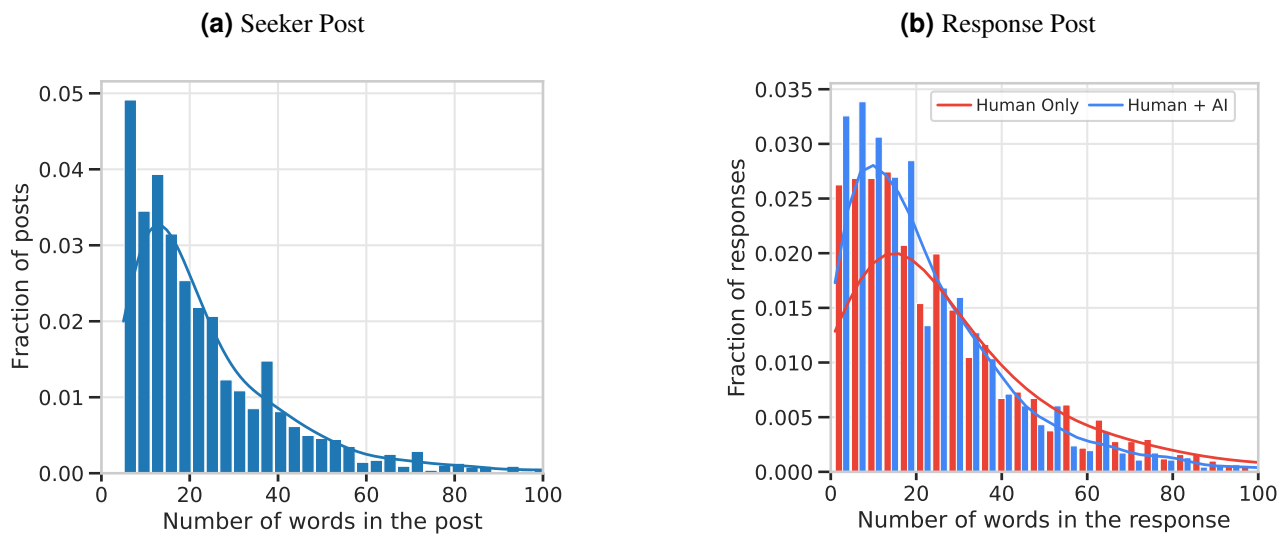 (a) Seeker Post
0.05
0.04
0.03
0.02
0.01
0.00
Fraction of posts
0 20 40 60 80 100
Number of words in the post
(b) Response Post
Human Only Human + AI
0.035
0.030
0.025
0.020
0.015
0.010
0.005
0.000
Fraction of responses
0 20 40 60 80 100
Number of words in the response